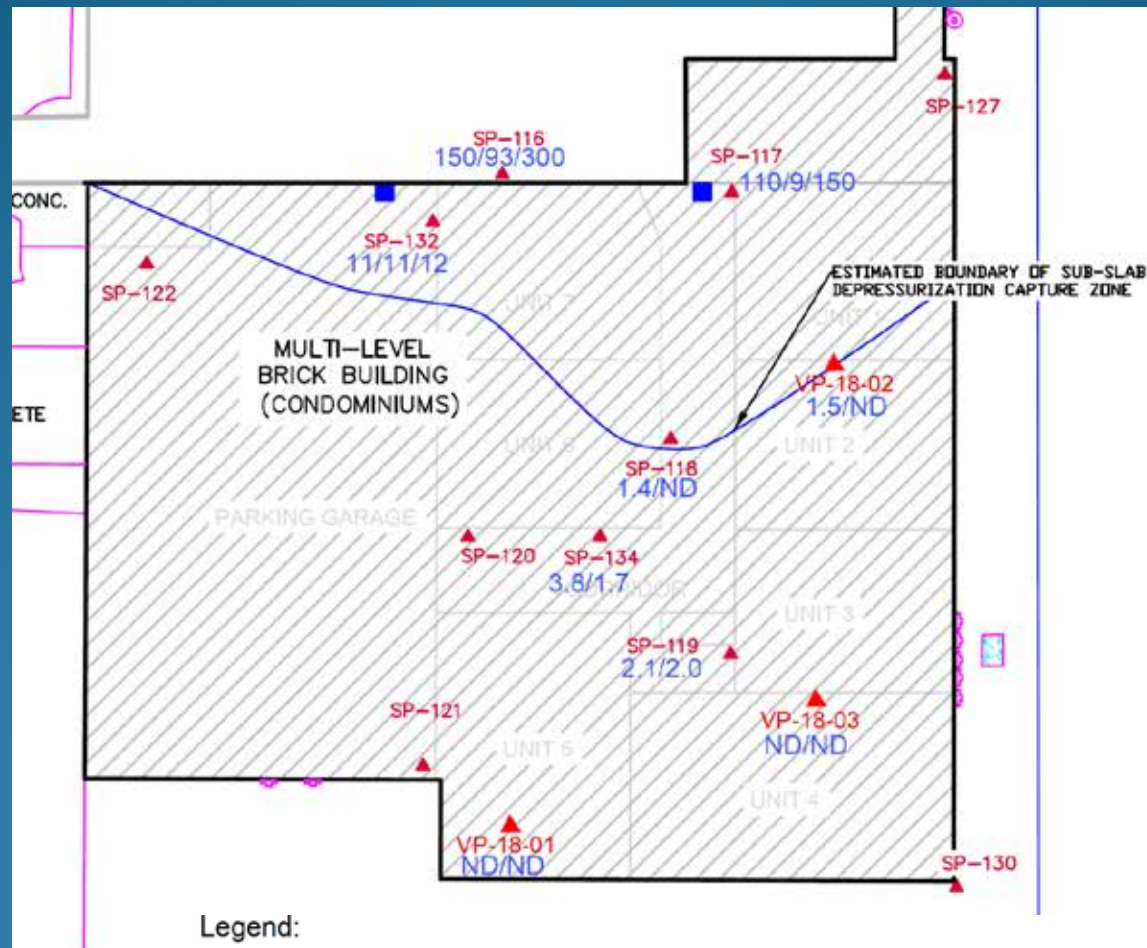 SP-127
SP-116
150/93/300
SP-117
110/9/150
CONC.
SP-132
11/11/12
SP-122
ESTIMATED BOUNDARY OF SUB-SLAB
DEPRESSURIZATION CAPTURE ZONE
UNIT 7
UNIT 1
MULTI-LEVEL
BRICK BUILDING
(CONDOMINIUMS)
VP-18-02
1.5/ND
ETE
UNIT 6
UNIT 2
SP-118
1.4/ND
PARKING GARAGE
SP-120
SP-134
3.8/1.7
UNIT 3
SP-119
2.1/2.0
SP-121
VP-18-03
ND/ND
UNIT 5
UNIT 4
VP-18-01
ND/ND
SP-130
Legend: